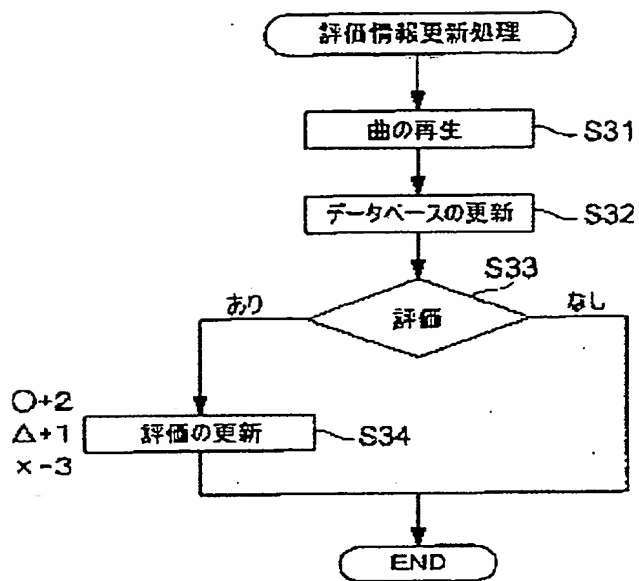 評価情報更新処理
曲の再生
S31
データベースの更新
S32
S33
あり
評価
なし
○+2
△+1
×-3
評価の更新
S34
END